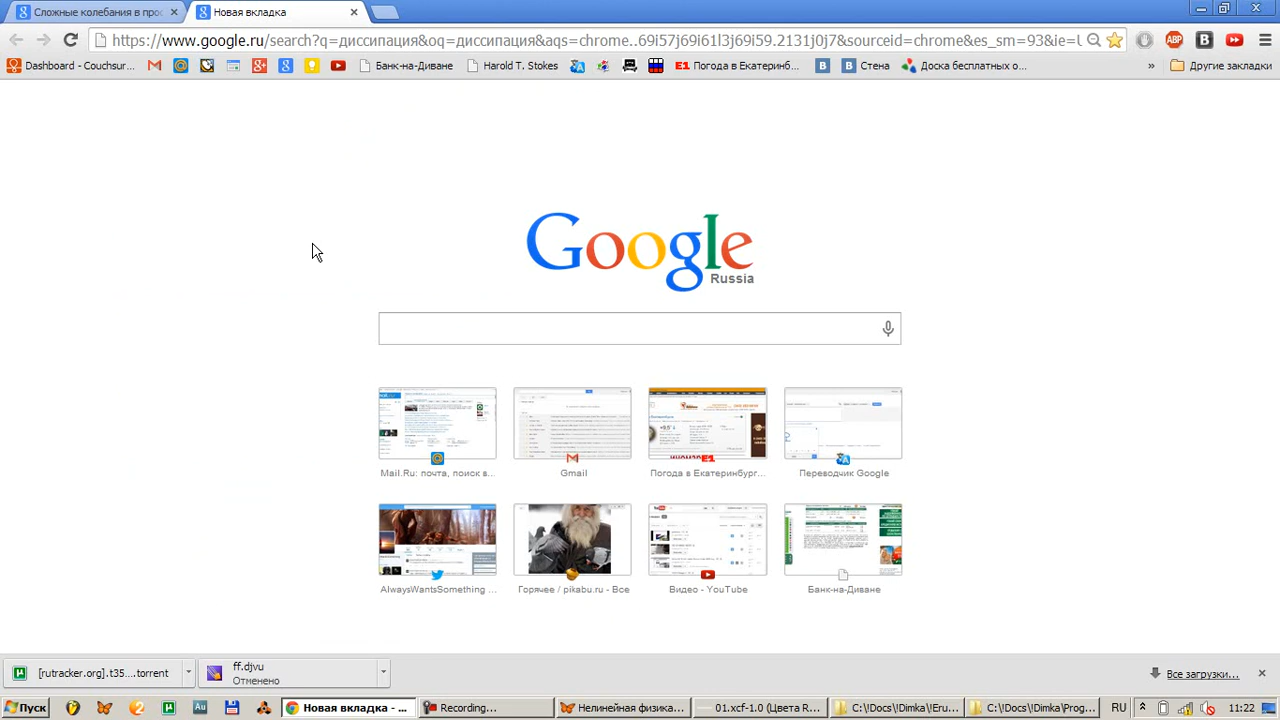 Сложные колебания в прос
Новая вкладка
https://www.google.ru/search?q=диссипация&oq=диссипация&aqs=chrome..69i57j69i61l3j69i59.2131j0j7&sourceid=chrome&es_sm=93&ie=U
Dashboard - Couchsur... Банк-на-Диване Harold T. Stokes Погода в Екатеринб... Стена Доска бесплатных о... » Другие закладки
Google
Russia
Mail.Ru: почта, поиск в... Gmail Погода в Екатеринбург... Переводчик Google
AlwaysWantsSomething ... Горячее / pikabu.ru - Все Видео - YouTube Банк-на-Диване
[rutracker.org].t35....torrent
ff.djvu
Отменено
Все загрузки...
Пуск Новая вкладка - ... Recording... Нелинейная физика... 01.xcf-1.0 (Цвета R... C:\Docs\Dimka\Eru... C:\Docs\Dimka\Prog... RU 11:22